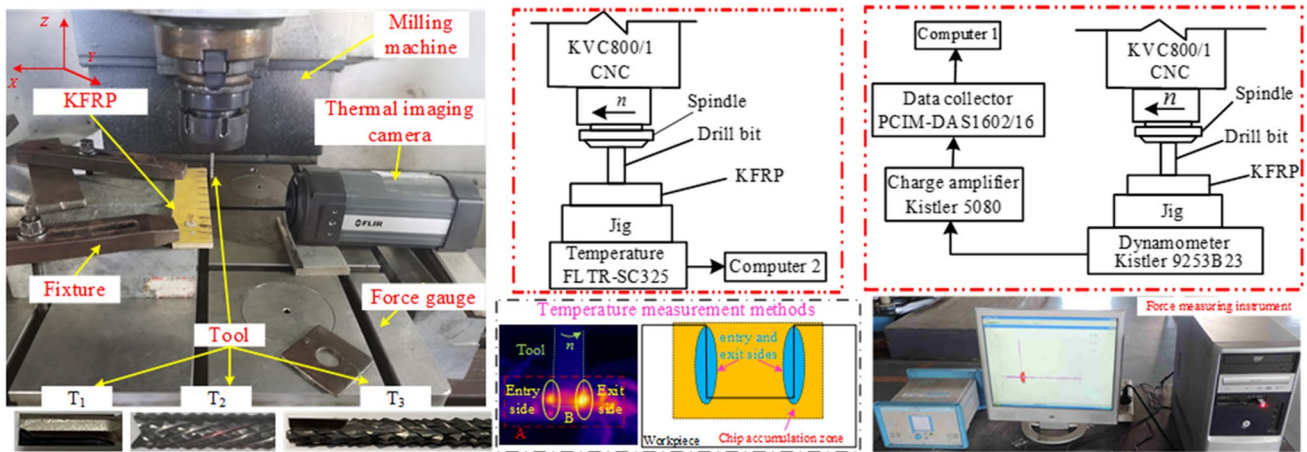 z
r
x
KFRP
Milling
machine
Thermal imaging
camera
FLIR
Fixture
Force gauge
Tool
T1
T2
T3
KVC800/1
CNC
n
Spindle
Drill bit
KFRP
Jig
Temperature
FLTR-SC325
Computer 2
Computer 1
Data collector
PCIM-DAS1602/16
Charge amplifier
Kistler 5080
KVC800/1
CNC
n
Spindle
Drill bit
KFRP
Jig
Dynamometer
Kistler 9253B23
Temperature measurement methods
Tool
n
Entry
side
Exit
side
B
A
entry and
exit sides
Workpiece
Chip accumulation zone
Force measuring instrument